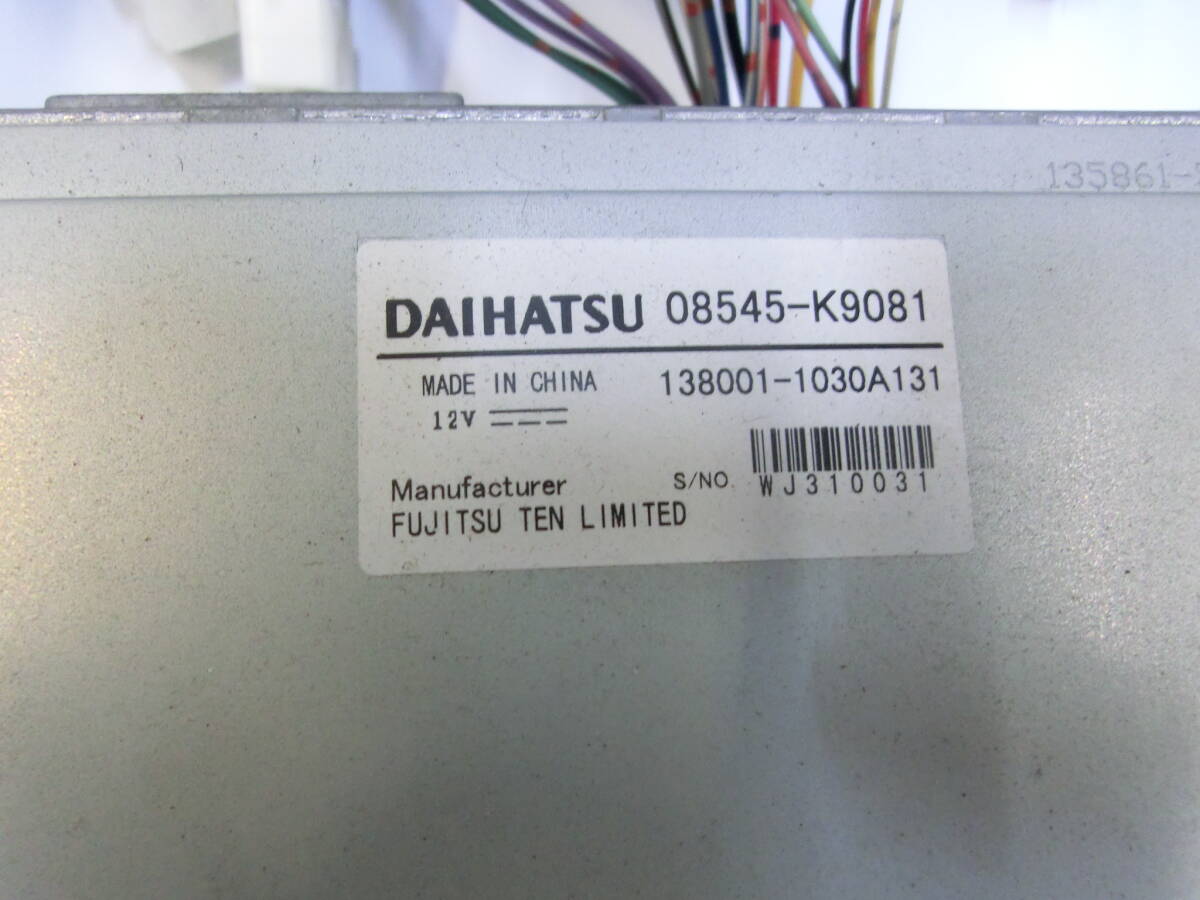 135861-
DAIHATSU 08545-K9081
MADE IN CHINA 138001-1030A131
12V
S/NO. WJ310031
Manufacturer
FUJITSU TEN LIMITED